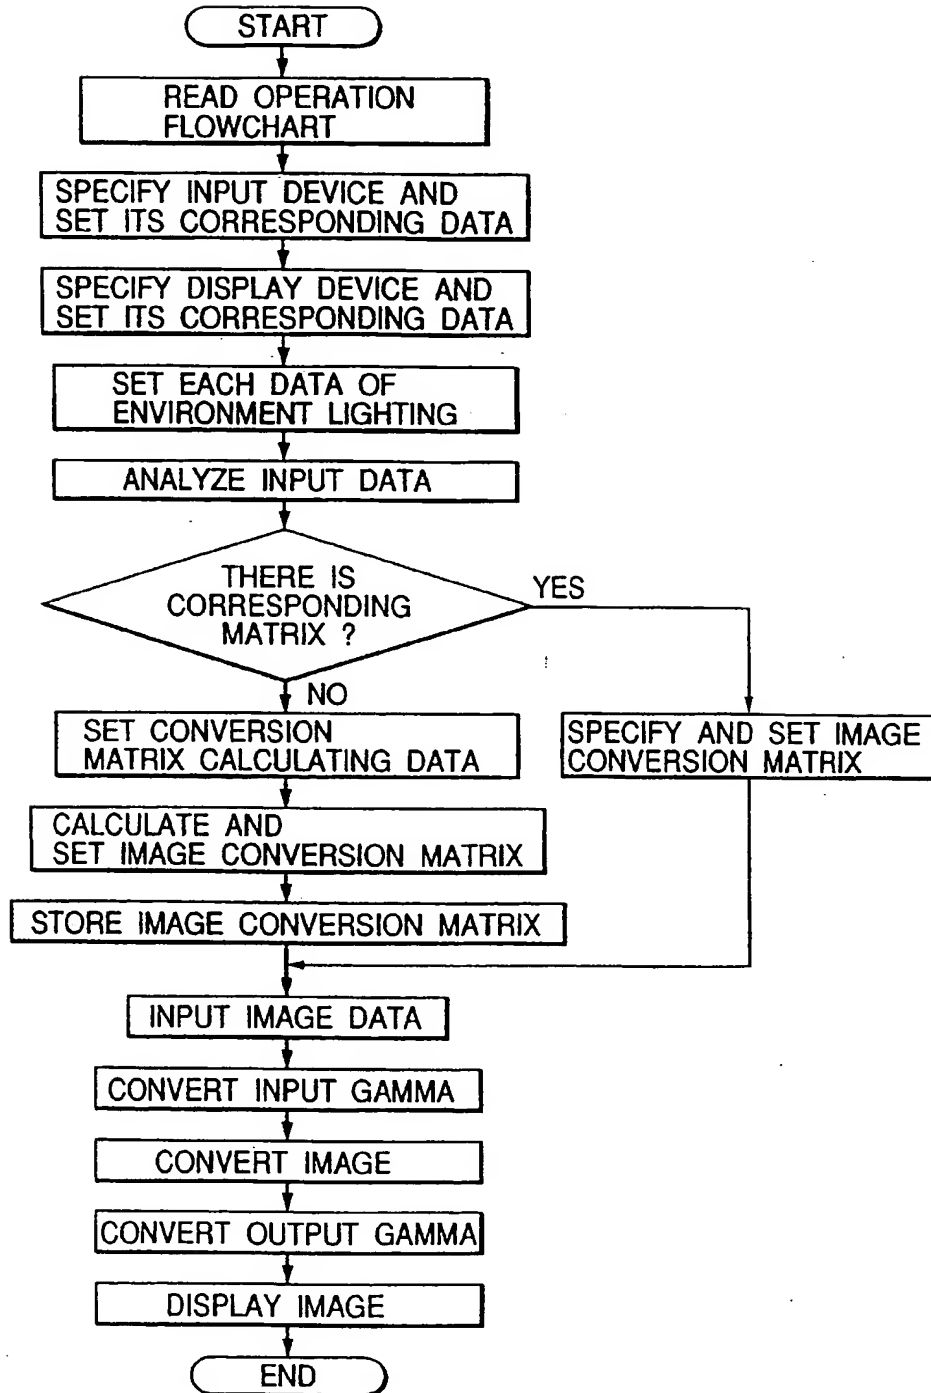 START
READ OPERATION
FLOWCHART
SPECIFY INPUT DEVICE AND
SET ITS CORRESPONDING DATA
SPECIFY DISPLAY DEVICE AND
SET ITS CORRESPONDING DATA
SET EACH DATA OF
ENVIRONMENT LIGHTING
ANALYZE INPUT DATA
THERE IS
CORRESPONDING
MATRIX ?
YES
NO
SET CONVERSION
MATRIX CALCULATING DATA
SPECIFY AND SET IMAGE
CONVERSION MATRIX
CALCULATE AND
SET IMAGE CONVERSION MATRIX
STORE IMAGE CONVERSION MATRIX
INPUT IMAGE DATA
CONVERT INPUT GAMMA
CONVERT IMAGE
CONVERT OUTPUT GAMMA
DISPLAY IMAGE
END